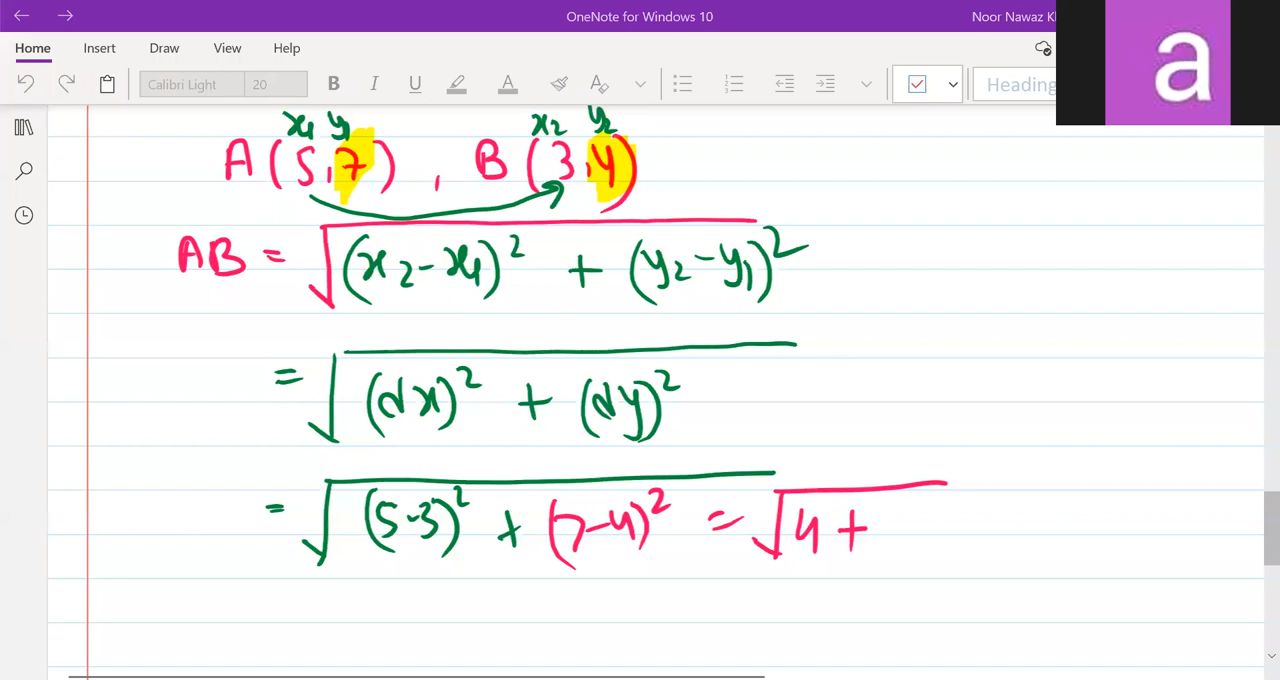 OneNote for Windows 10
Noor Nawaz Kh
Home Insert Draw View Help
Calibri Light 20 B I U A Heading
a
x1 y1 x2 y2
A (5,7), B (3,4)
AB = √(x2-x1)² + (y2-y1)²
= √(dx)² + (dy)²
= √(5-3)² + (7-4)² = √4 +